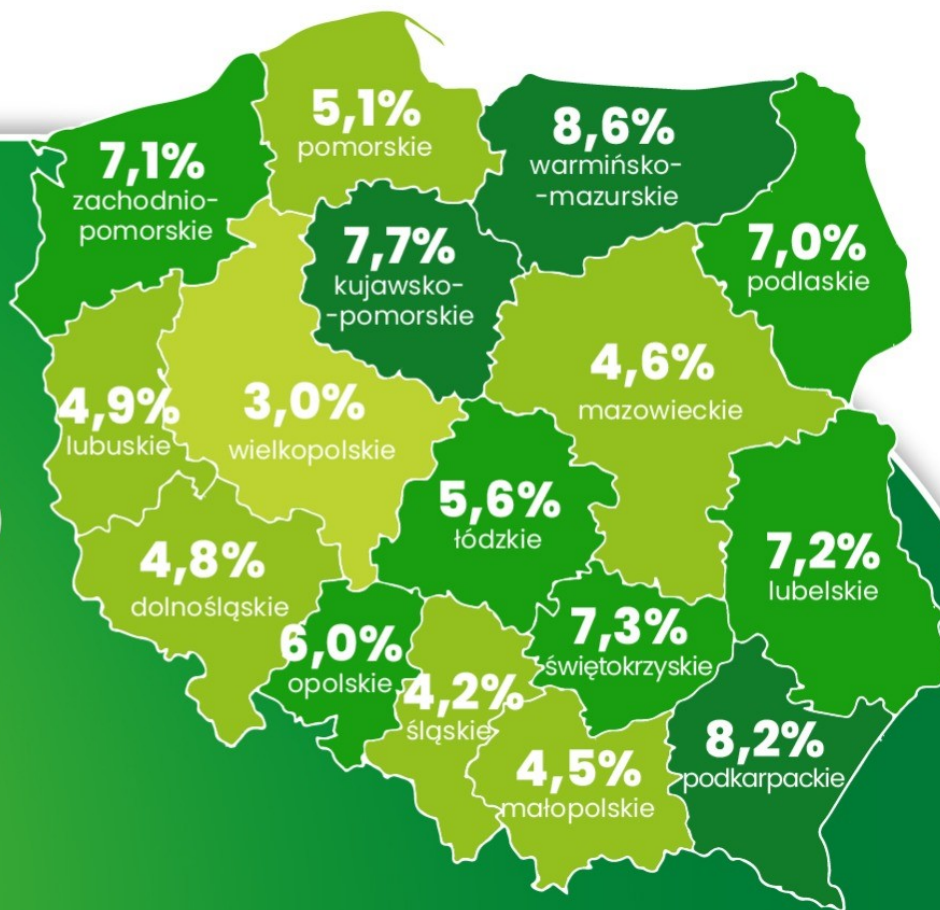 5,1%
pomorskie
8,6%
warmińsko-
-mazurskie
7,1%
zachodnio-
pomorskie
7,7%
kujawsko-
-pomorskie
7,0%
podlaskie
4,9%
lubuskie
3,0%
wielkopolskie
4,6%
mazowieckie
5,6%
łódzkie
4,8%
dolnośląskie
7,2%
lubelskie
6,0%
opolskie
7,3%
świętokrzyskie
4,2%
śląskie
4,5%
małopolskie
8,2%
podkarpackie